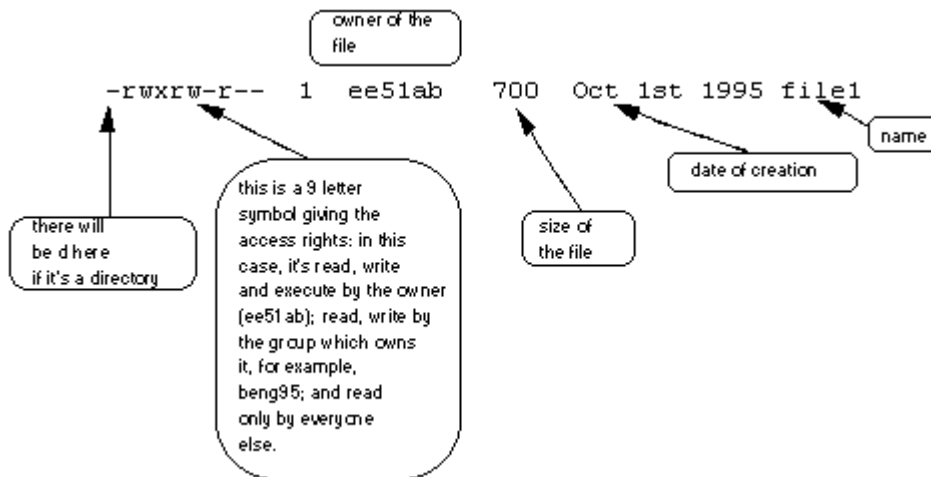 owner of the
file
-rwxrw-r-- 1 ee51ab 700 Oct 1st 1995 file1
name
date of creation
there will
be d here
if it's a directory
this is a 9 letter
symbol giving the
access rights: in this
case, it's read, write
and execute by the owner
(ee51ab); read, write by
the group which owns
it, for example,
beng95; and read
only by everyone
else.
size of
the file